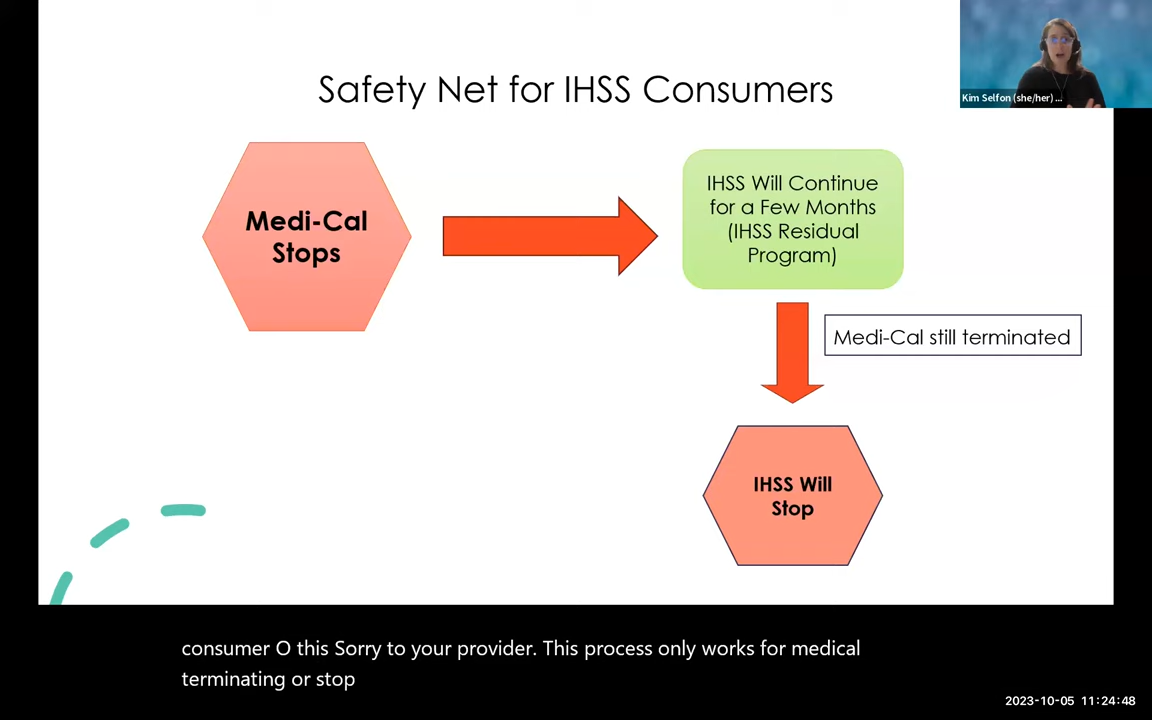 Safety Net for IHSS Consumers
Kim Selfon (she/her) ...
Medi-Cal
Stops
IHSS Will Continue
for a Few Months
(IHSS Residual
Program)
Medi-Cal still terminated
IHSS Will
Stop
consumer O this Sorry to your provider. This process only works for medical
terminating or stop
2023-10-05 11:24:48